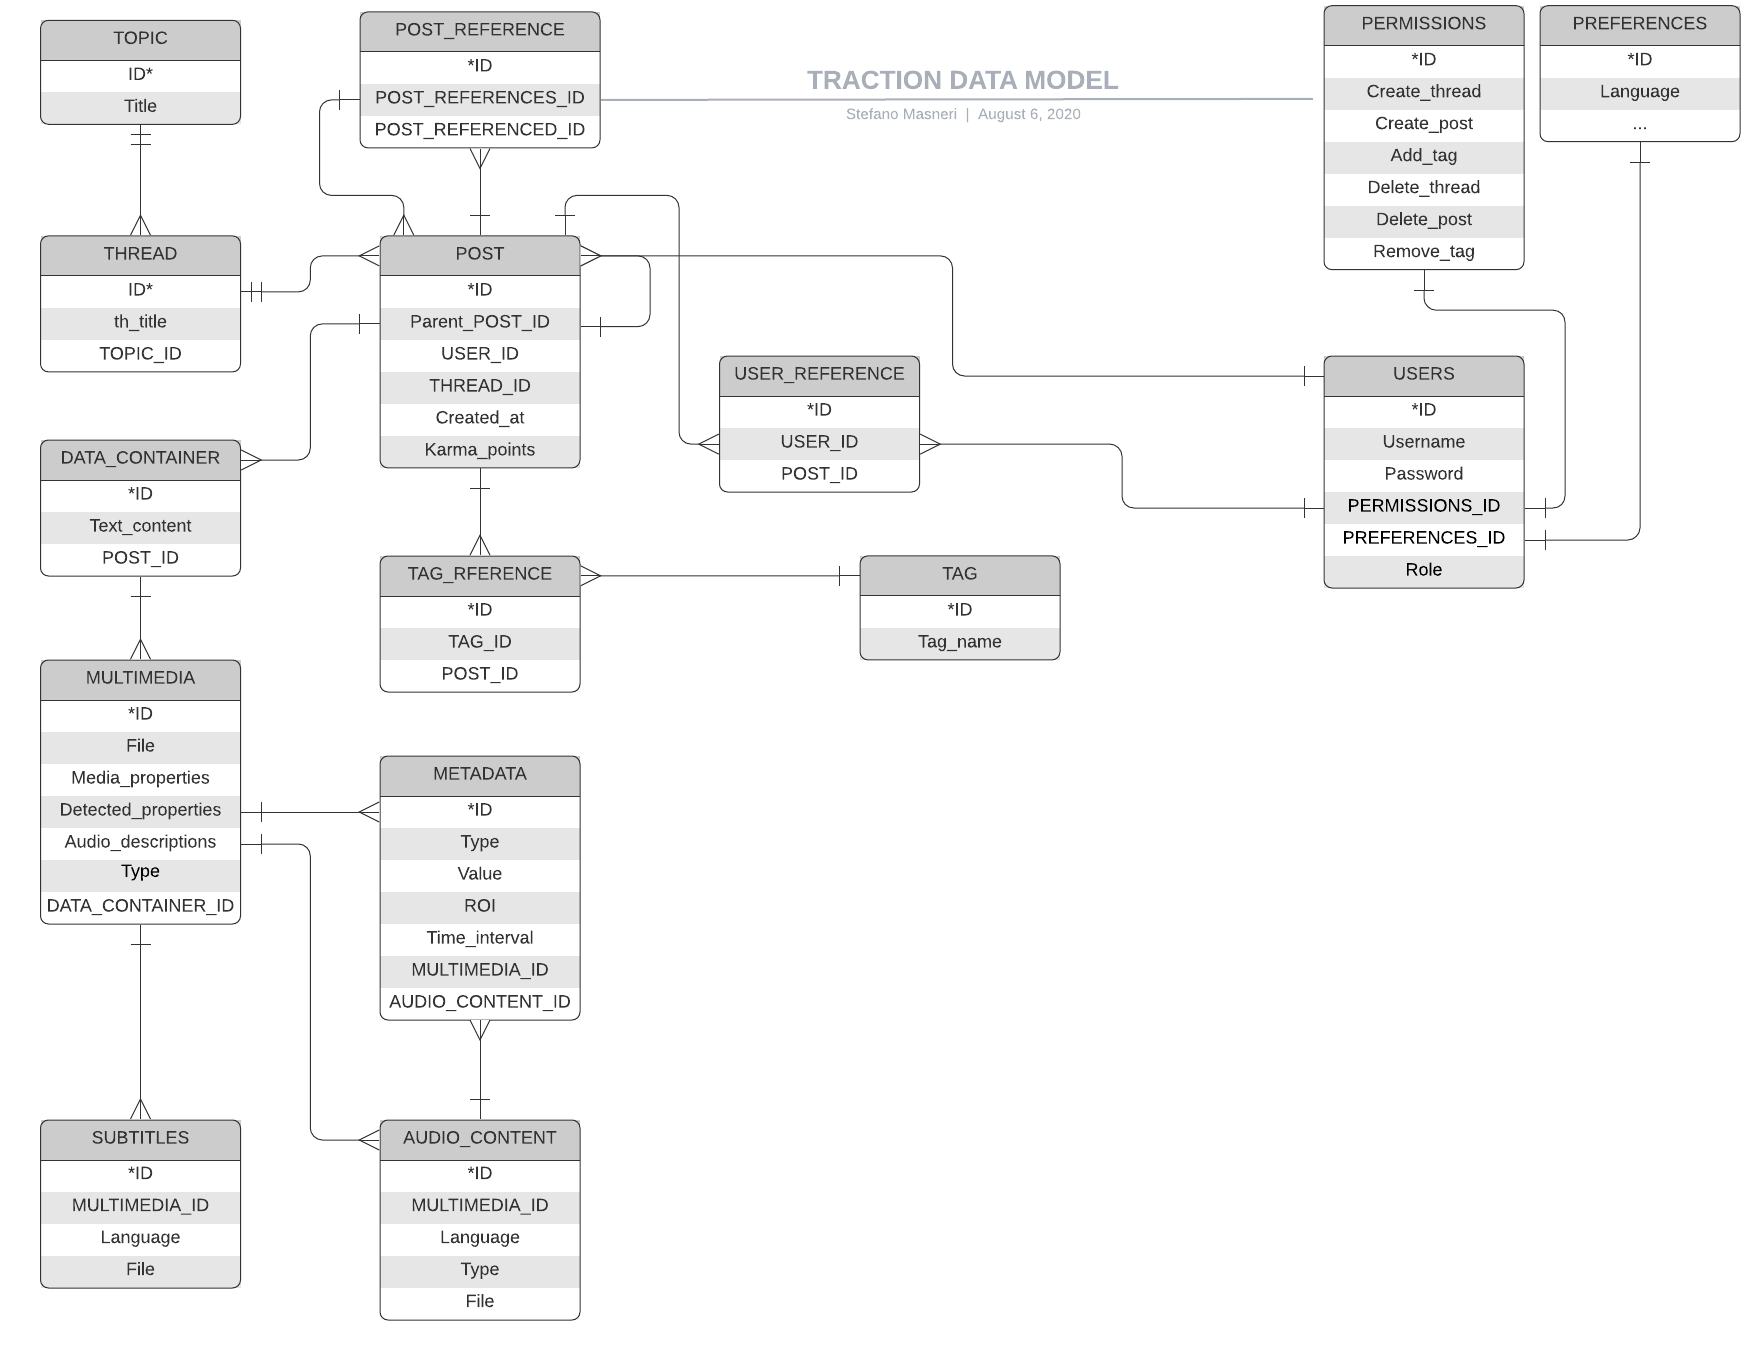 TRACTION DATA MODEL
Stefano Masneri | August 6, 2020
TOPIC
ID*
Title
POST_REFERENCE
*ID
POST_REFERENCES_ID
POST_REFERENCED_ID
PERMISSIONS
*ID
Create_thread
Create_post
Add_tag
Delete_thread
Delete_post
Remove_tag
PREFERENCES
*ID
Language
...
THREAD
ID*
th_title
TOPIC_ID
POST
*ID
Parent_POST_ID
USER_ID
THREAD_ID
Created_at
Karma_points
USER_REFERENCE
*ID
USER_ID
POST_ID
USERS
*ID
Username
Password
PERMISSIONS_ID
PREFERENCES_ID
Role
DATA_CONTAINER
*ID
Text_content
POST_ID
TAG_RFERENCE
*ID
TAG_ID
POST_ID
TAG
*ID
Tag_name
MULTIMEDIA
*ID
File
Media_properties
Detected_properties
Audio_descriptions
Type
DATA_CONTAINER_ID
METADATA
*ID
Type
Value
ROI
Time_interval
MULTIMEDIA_ID
AUDIO_CONTENT_ID
SUBTITLES
*ID
MULTIMEDIA_ID
Language
File
AUDIO_CONTENT
*ID
MULTIMEDIA_ID
Language
Type
File